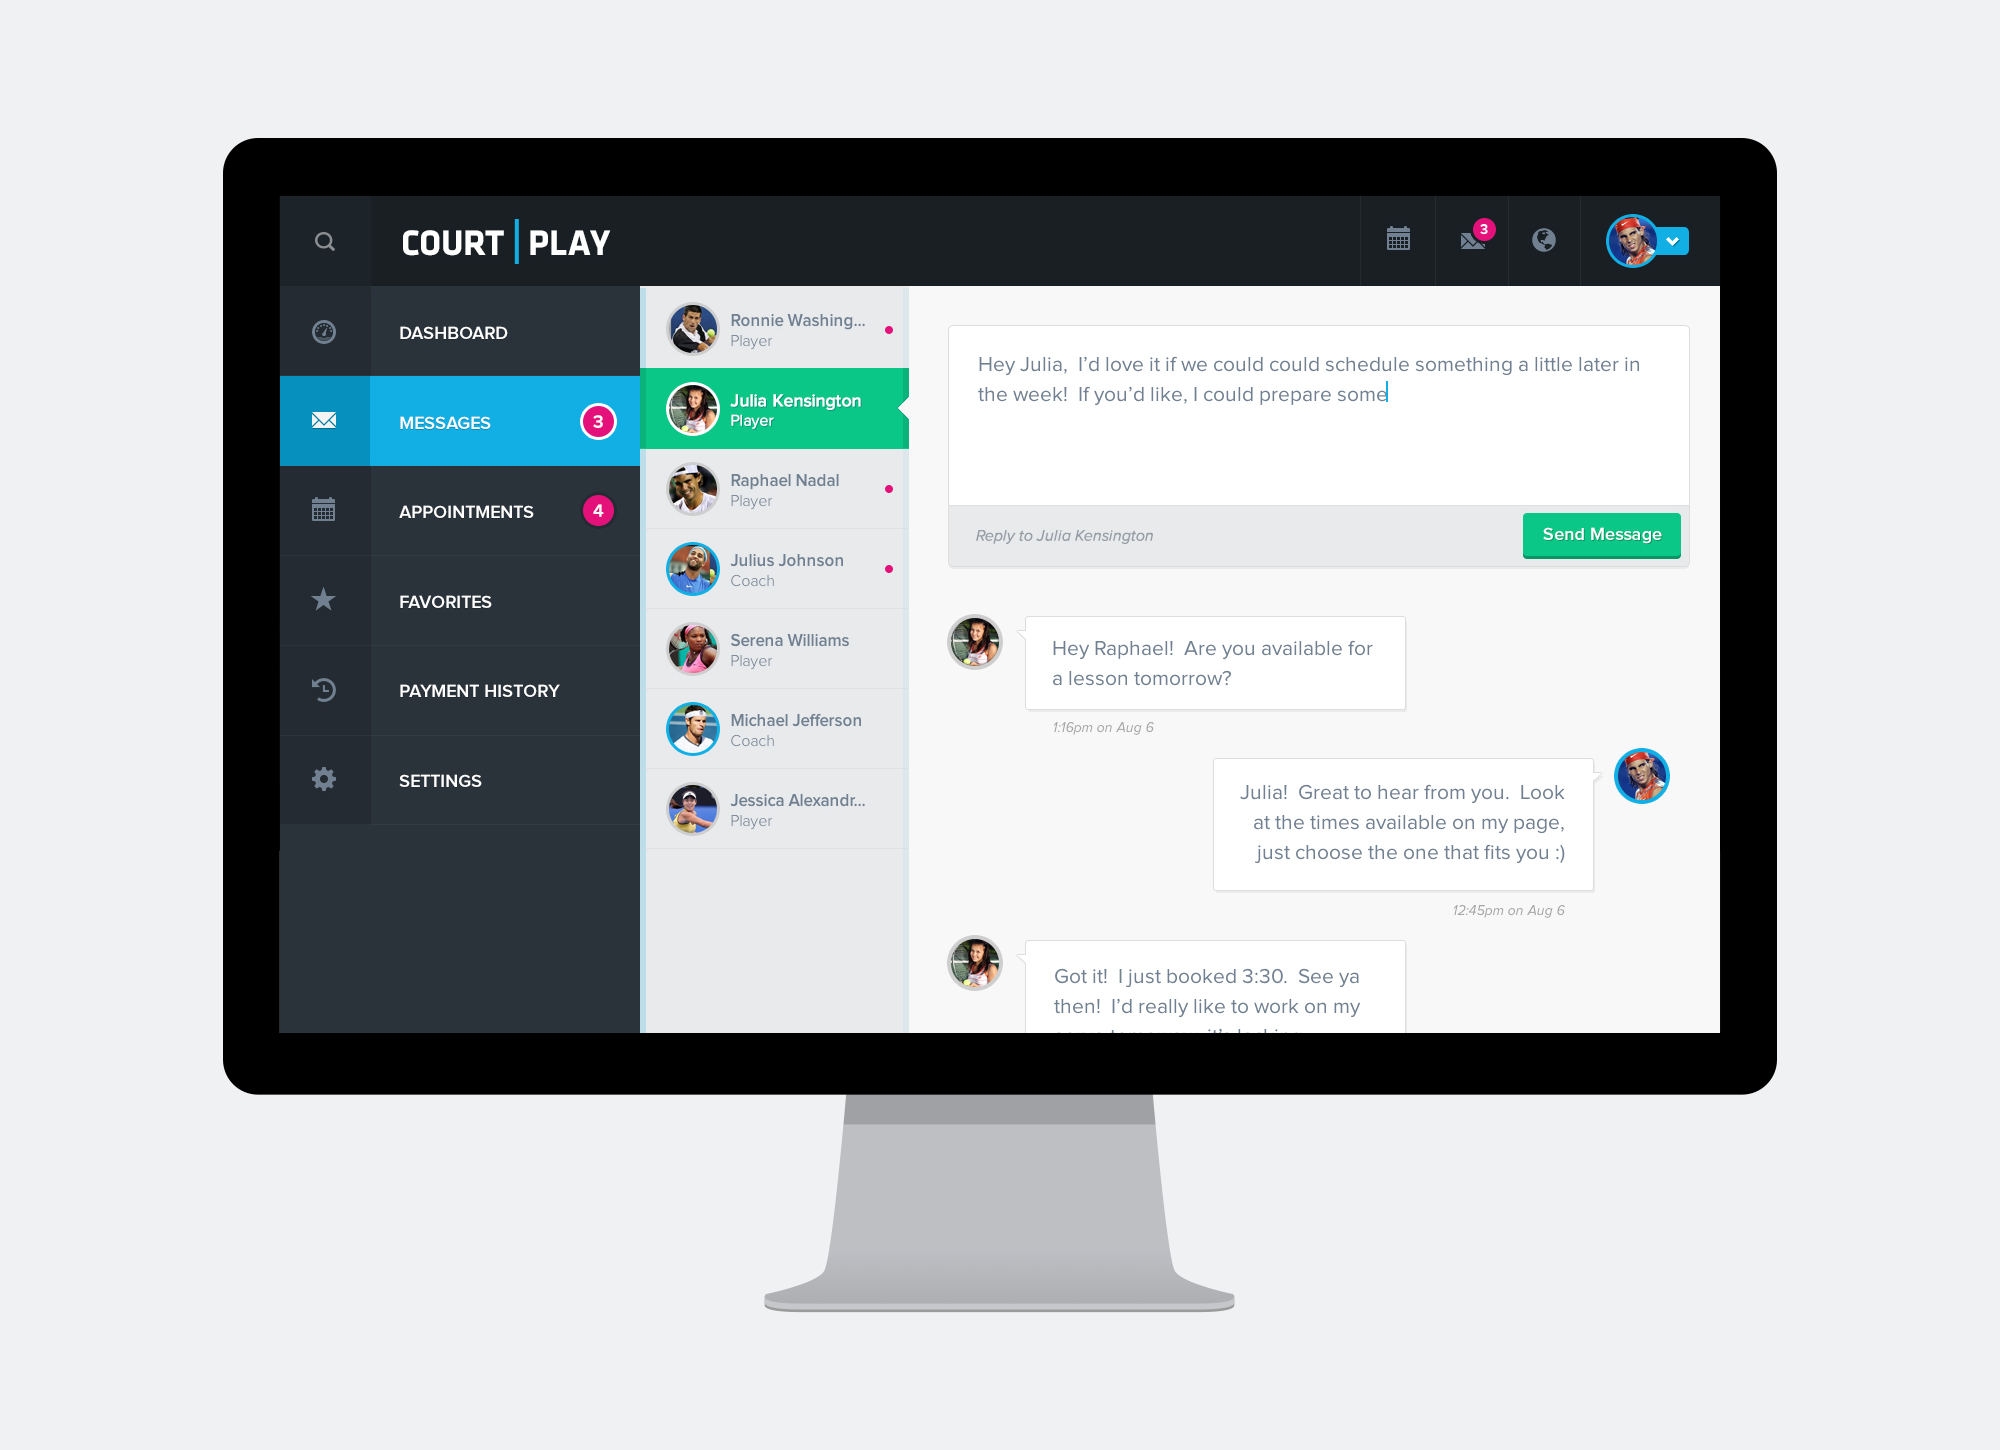 COURT PLAY
3
DASHBOARD
MESSAGES 3
APPOINTMENTS 4
FAVORITES
PAYMENT HISTORY
SETTINGS
Ronnie Washing...
Player
Julia Kensington
Player
Raphael Nadal
Player
Julius Johnson
Coach
Serena Williams
Player
Michael Jefferson
Coach
Jessica Alexandr...
Player
Hey Julia, I'd love it if we could could schedule something a little later in
the week! If you'd like, I could prepare some
Reply to Julia Kensington
Send Message
Hey Raphael! Are you available for
a lesson tomorrow?
1:16pm on Aug 6
Julia! Great to hear from you. Look
at the times available on my page,
just choose the one that fits you :)
12:45pm on Aug 6
Got it! I just booked 3:30. See ya
then! I'd really like to work on my